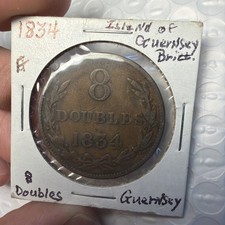 1834
Island of
Guernsey
Brit.
8
DOUBLES
1834
8
Doubles
Guernsey